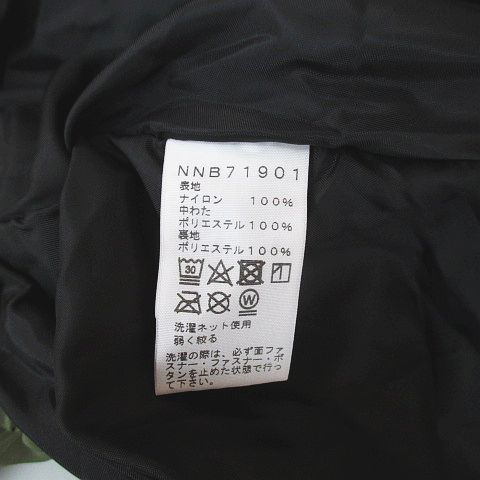 NNB71901
表地
ナイロン 100%
中わた
ポリエステル100%
裏地
ポリエステル100%
30
W
洗濯ネット使用
弱く絞る
洗濯の際は、必ず面ファ
スナー・ファスナー・ボ
タンを止めた状態で行っ
て下さい。